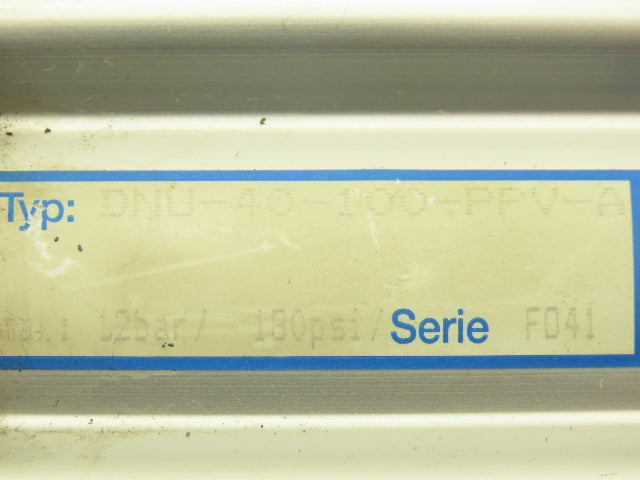 Typ: DNU-40-100-PPV-A
max: 12bar/ 180psi/ Serie F041